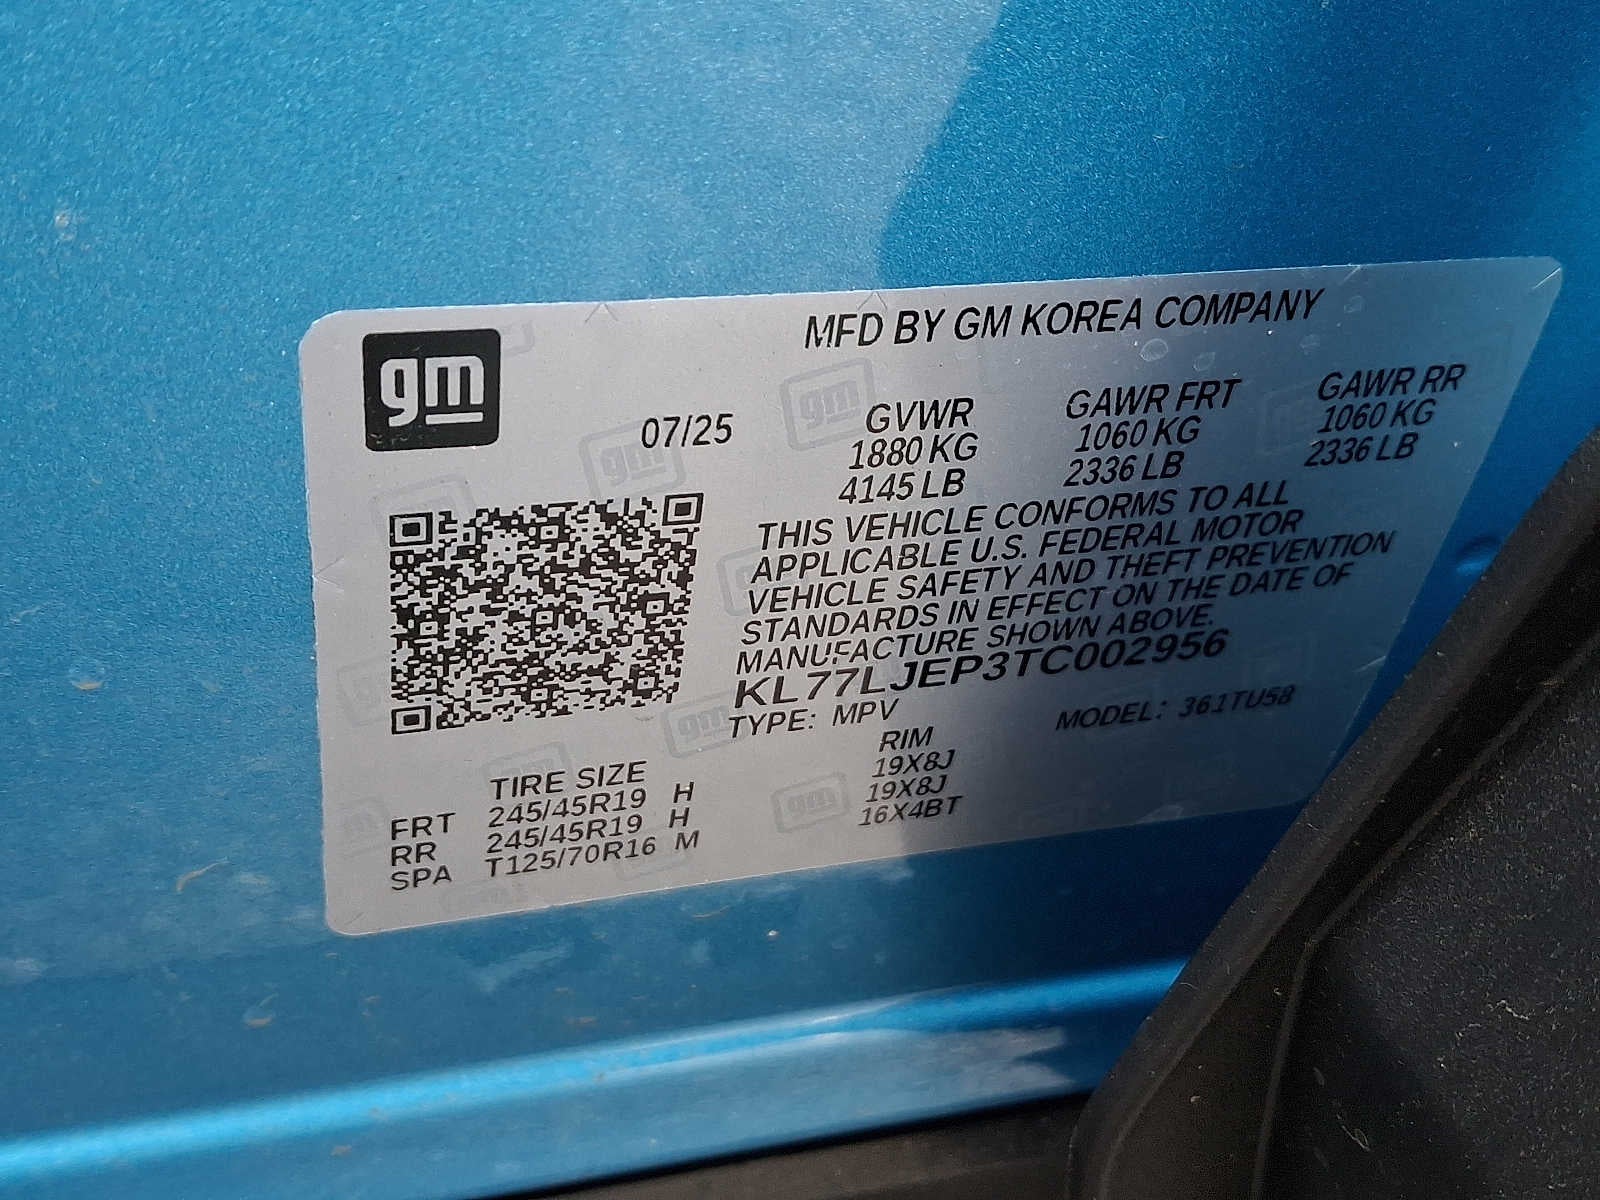 gm
MFD BY GM KOREA COMPANY
07/25
GVWR GAWR FRT GAWR RR
1880 KG 1060 KG 1060 KG
4145 LB 2336 LB 2336 LB
THIS VEHICLE CONFORMS TO ALL
APPLICABLE U.S. FEDERAL MOTOR
VEHICLE SAFETY AND THEFT PREVENTION
STANDARDS IN EFFECT ON THE DATE OF
MANUFACTURE SHOWN ABOVE.
KL77LJEP3TC002956
TYPE: MPV MODEL: 361TU58
TIRE SIZE RIM
FRT 245/45R19 H 19X8J
RR 245/45R19 H 19X8J
SPA T125/70R16 M 16X4BT